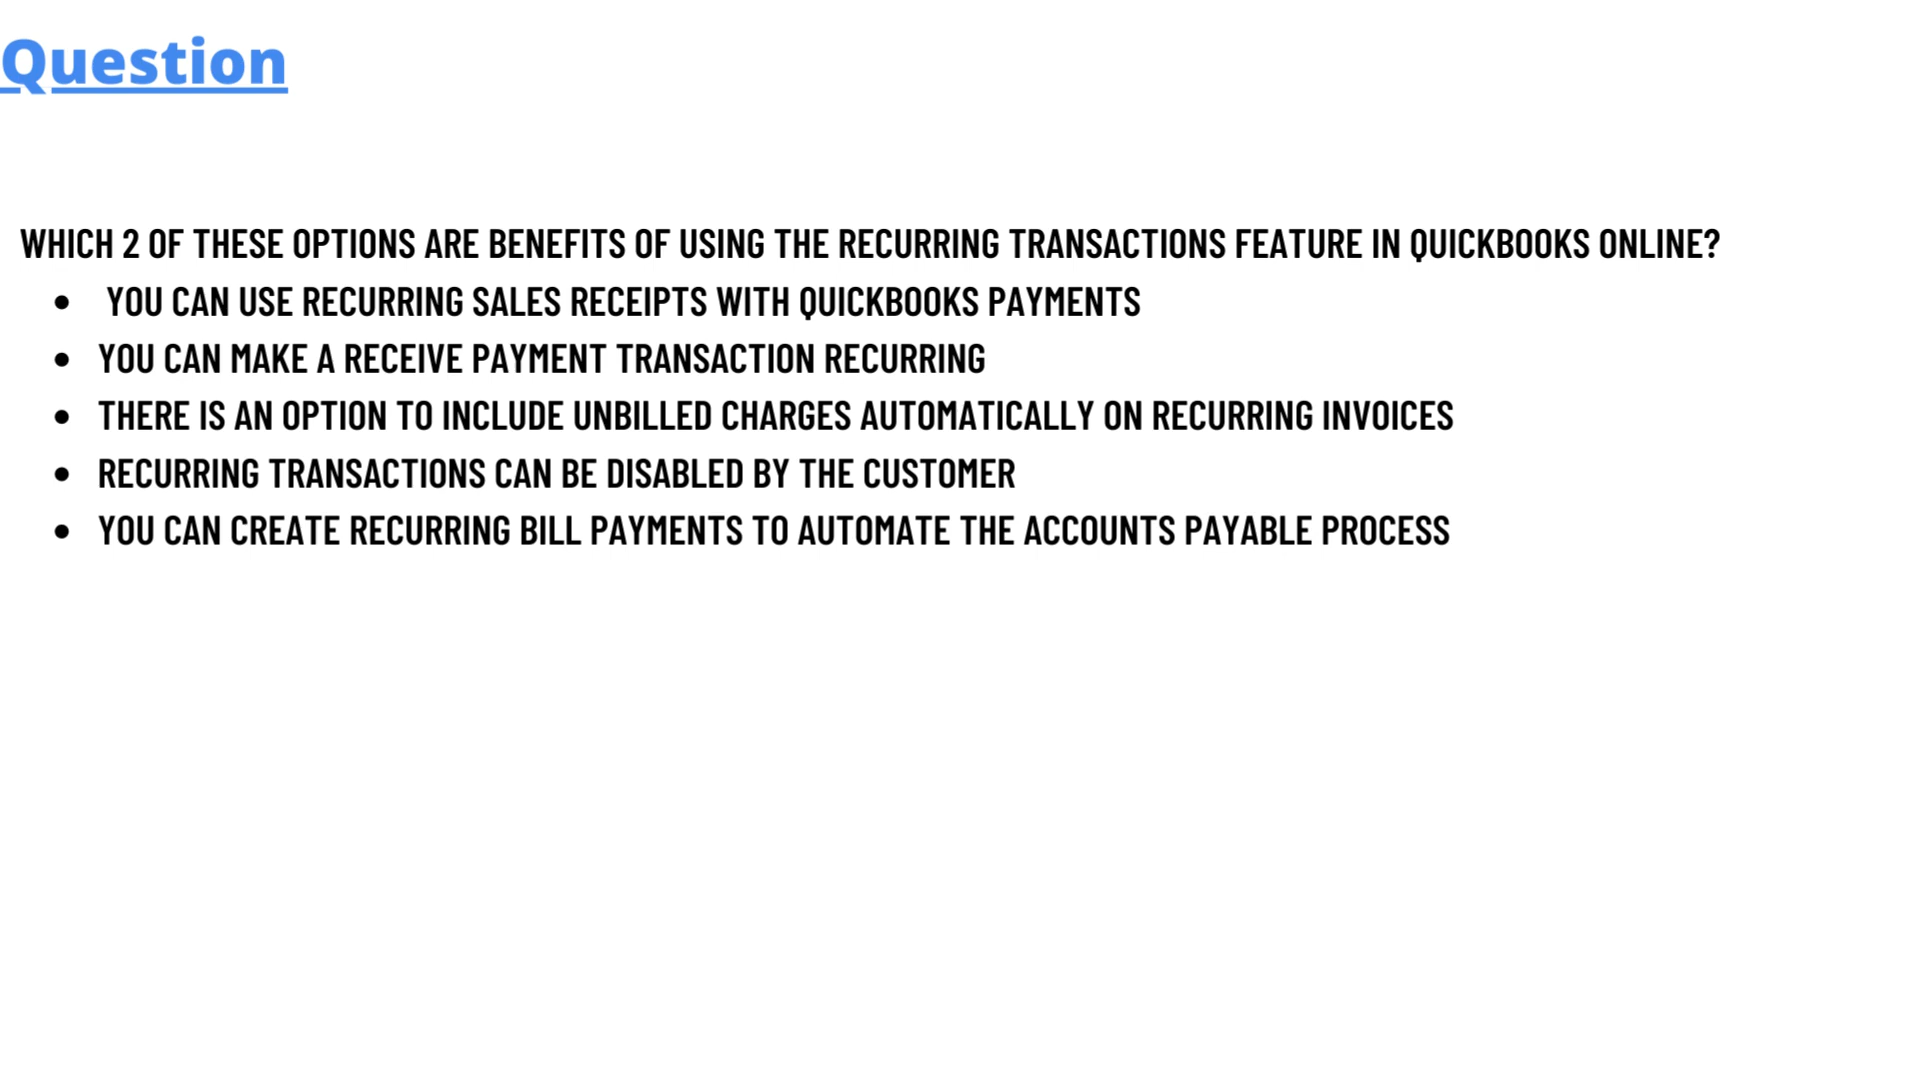 Question
WHICH 2 OF THESE OPTIONS ARE BENEFITS OF USING THE RECURRING TRANSACTIONS FEATURE IN QUICKBOOKS ONLINE?
• YOU CAN USE RECURRING SALES RECEIPTS WITH QUICKBOOKS PAYMENTS
• YOU CAN MAKE A RECEIVE PAYMENT TRANSACTION RECURRING
• THERE IS AN OPTION TO INCLUDE UNBILLED CHARGES AUTOMATICALLY ON RECURRING INVOICES
• RECURRING TRANSACTIONS CAN BE DISABLED BY THE CUSTOMER
• YOU CAN CREATE RECURRING BILL PAYMENTS TO AUTOMATE THE ACCOUNTS PAYABLE PROCESS